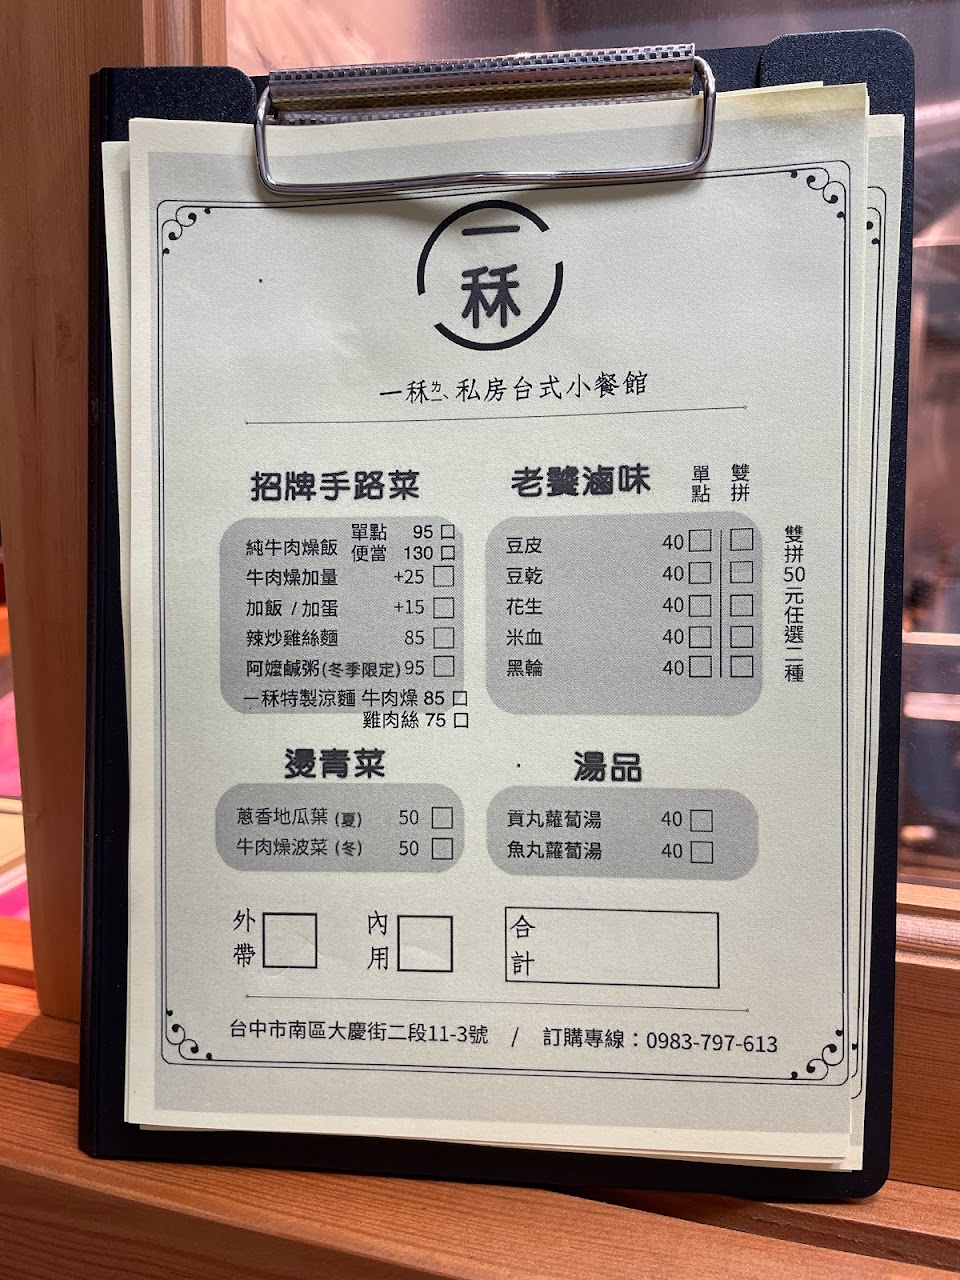 一
秝
一秝ㄌㄧˋ私房台式小餐館
招牌手路菜
純牛肉燥飯 單點 95 □
便當 130 □
牛肉燥加量 +25 □
加飯 / 加蛋 +15 □
辣炒雞絲麵 85 □
阿嬤鹹粥(冬季限定) 95 □
一秝特製涼麵 牛肉燥 85 □
雞肉絲 75 □
老饕滷味 單點 雙拼
豆皮 40 □ □
豆乾 40 □ □
花生 40 □ □
米血 40 □ □
黑輪 40 □ □
雙拼50元任選二種
燙青菜
蔥香地瓜葉 (夏) 50 □
牛肉燥波菜 (冬) 50 □
湯品
貢丸蘿蔔湯 40 □
魚丸蘿蔔湯 40 □
外帶 □ 內用 □ 合計
台中市南區大慶街二段11-3號 / 訂購專線：0983-797-613